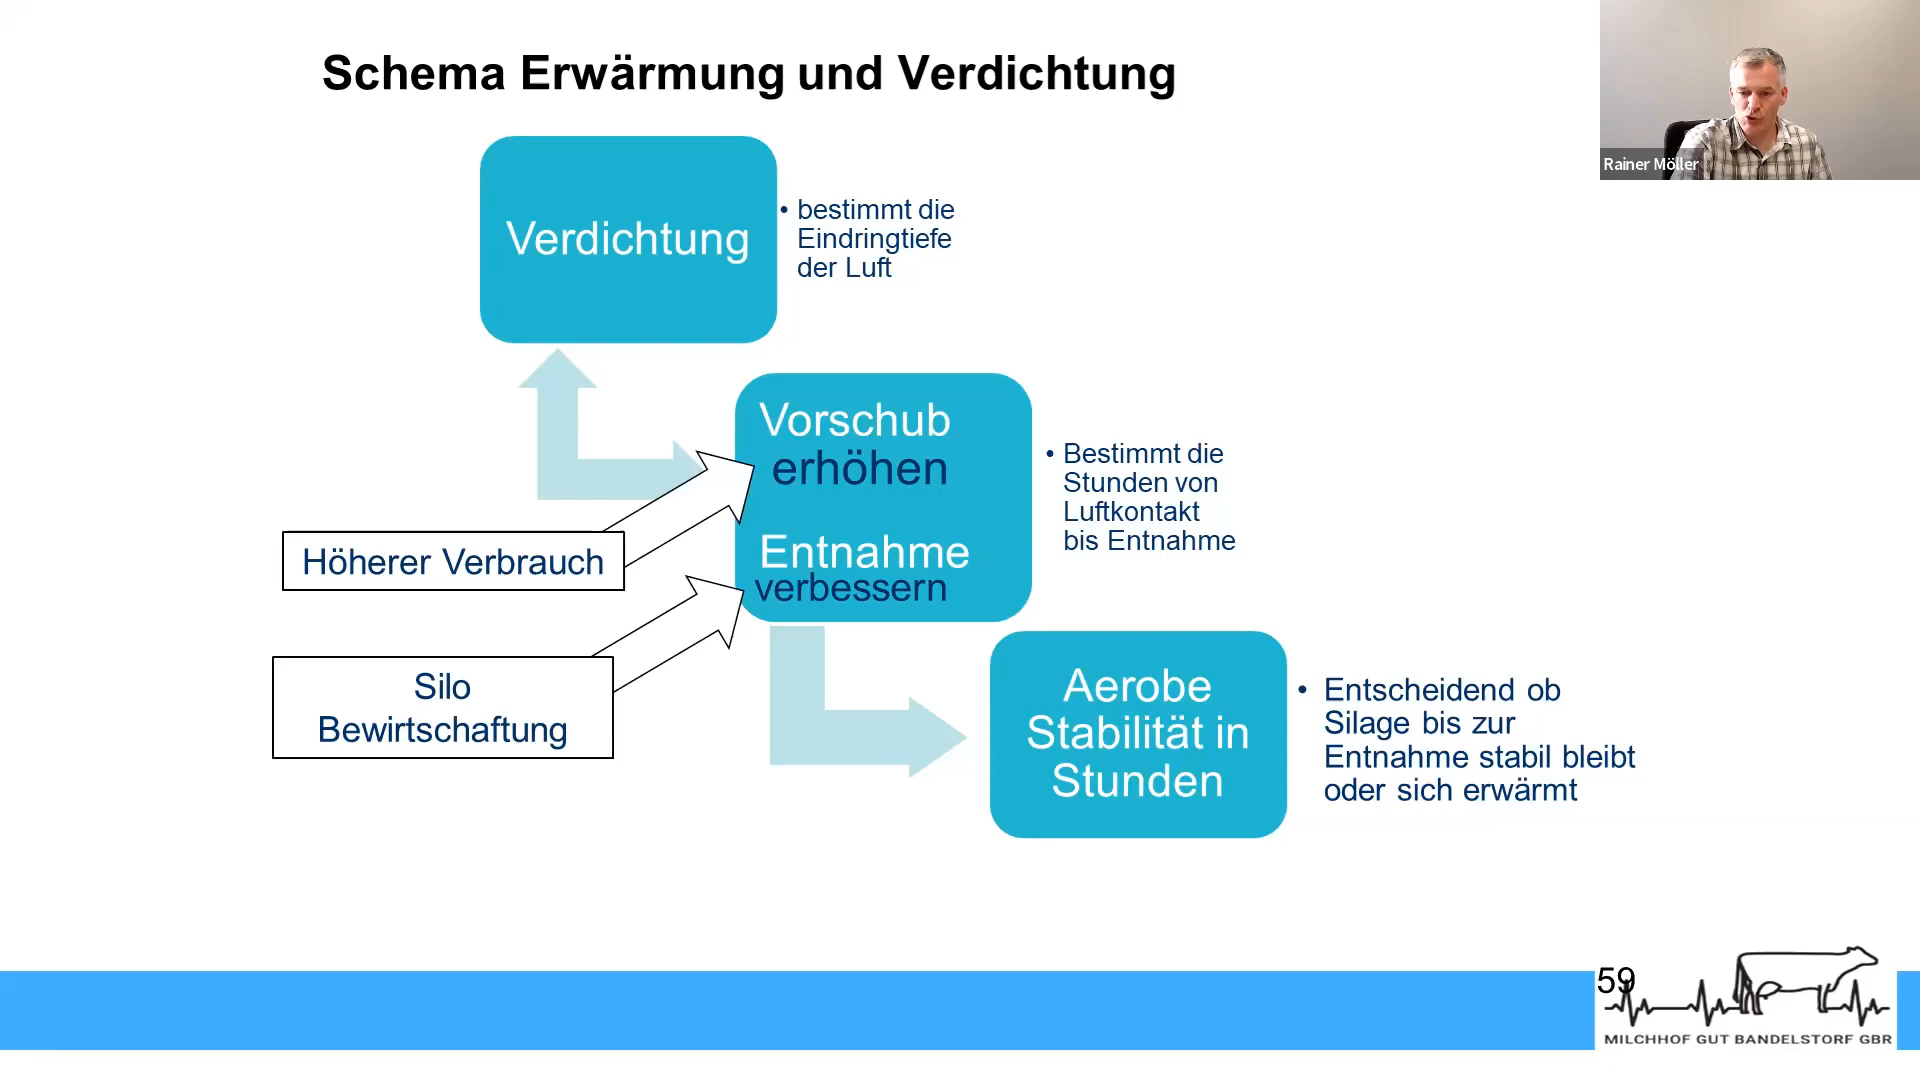 Schema Erwärmung und Verdichtung
Rainer Möller
Verdichtung
• bestimmt die
Eindringtiefe
der Luft
Vorschub
erhöhen
Entnahme
verbessern
• Bestimmt die
Stunden von
Luftkontakt
bis Entnahme
Höherer Verbrauch
Silo
Bewirtschaftung
Aerobe
Stabilität in
Stunden
• Entscheidend ob
Silage bis zur
Entnahme stabil bleibt
oder sich erwärmt
59
MILCHHOF GUT BANDELSTORF GBR